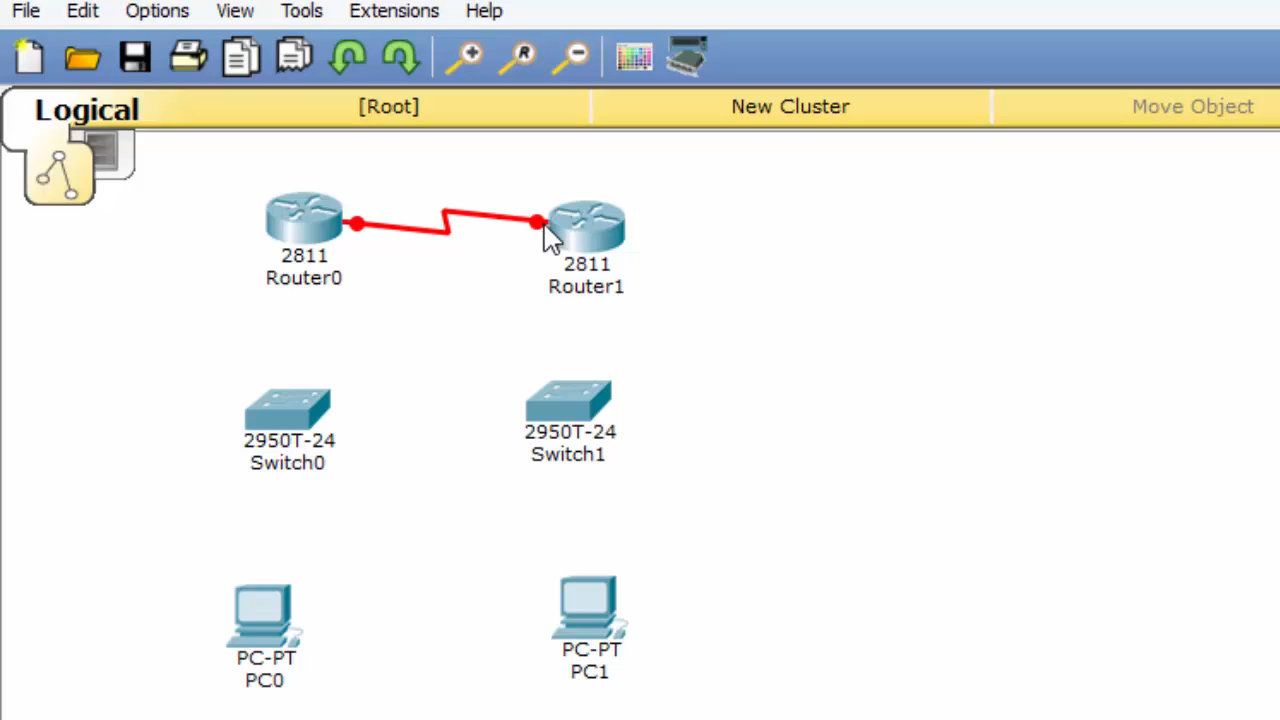 File Edit Options View Tools Extensions Help
R
Logical [Root] New Cluster Move Object
2811
Router0
2811
Router1
2950T-24
Switch0
2950T-24
Switch1
PC-PT
PC0
PC-PT
PC1